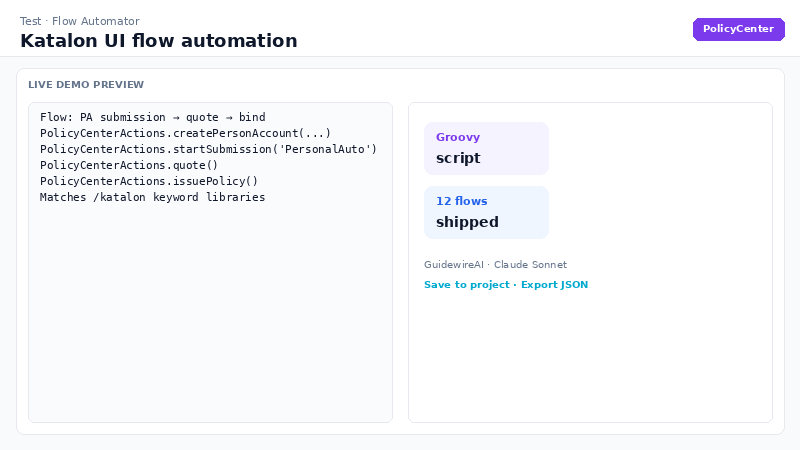 Test · Flow Automator
Katalon UI flow automation
PolicyCenter
LIVE DEMO PREVIEW
Flow: PA submission → quote → bind
PolicyCenterActions.createPersonAccount(...)
PolicyCenterActions.startSubmission('PersonalAuto')
PolicyCenterActions.quote()
PolicyCenterActions.issuePolicy()
Matches /katalon keyword libraries
Groovy
script
12 flows
shipped
GuidewireAI · Claude Sonnet
Save to project · Export JSON